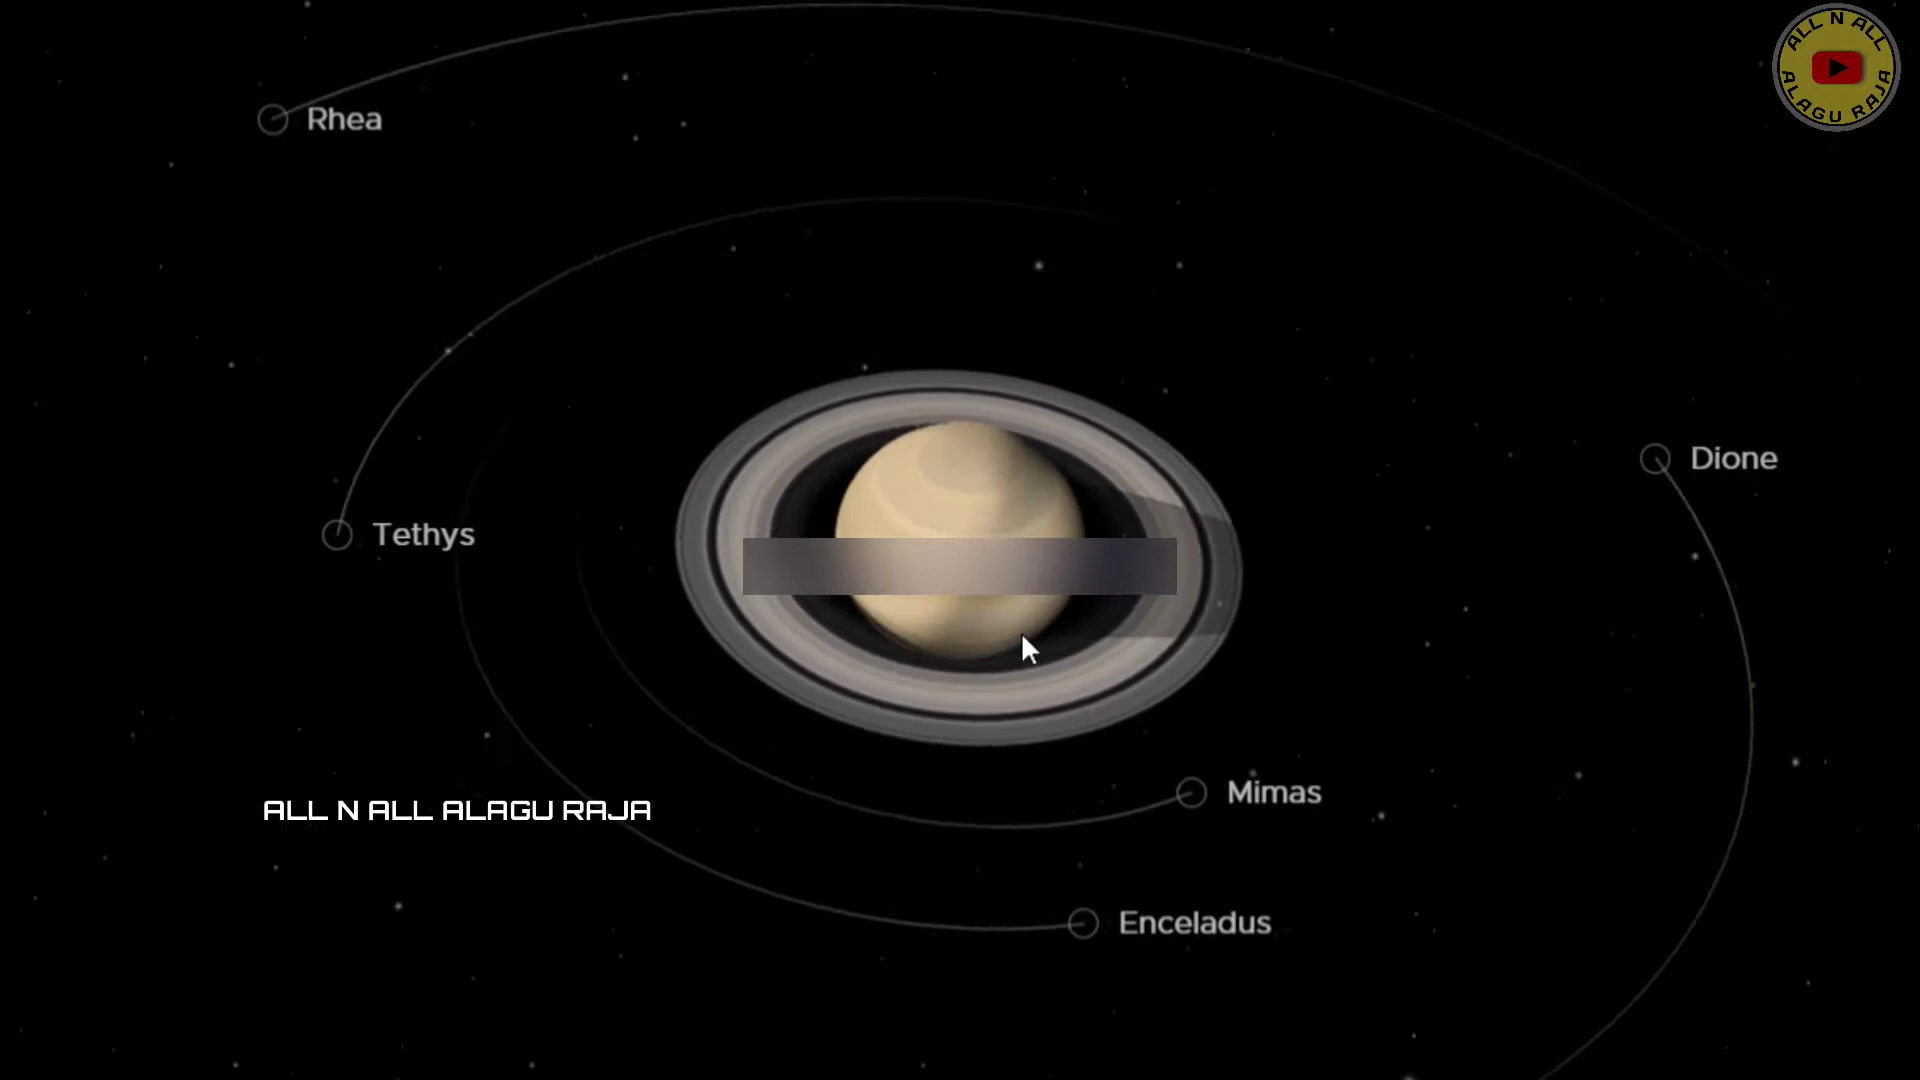 ALL N ALL
ALAGU RAJA
Rhea
Dione
Tethys
Mimas
ALL N ALL ALAGU RAJA
Enceladus